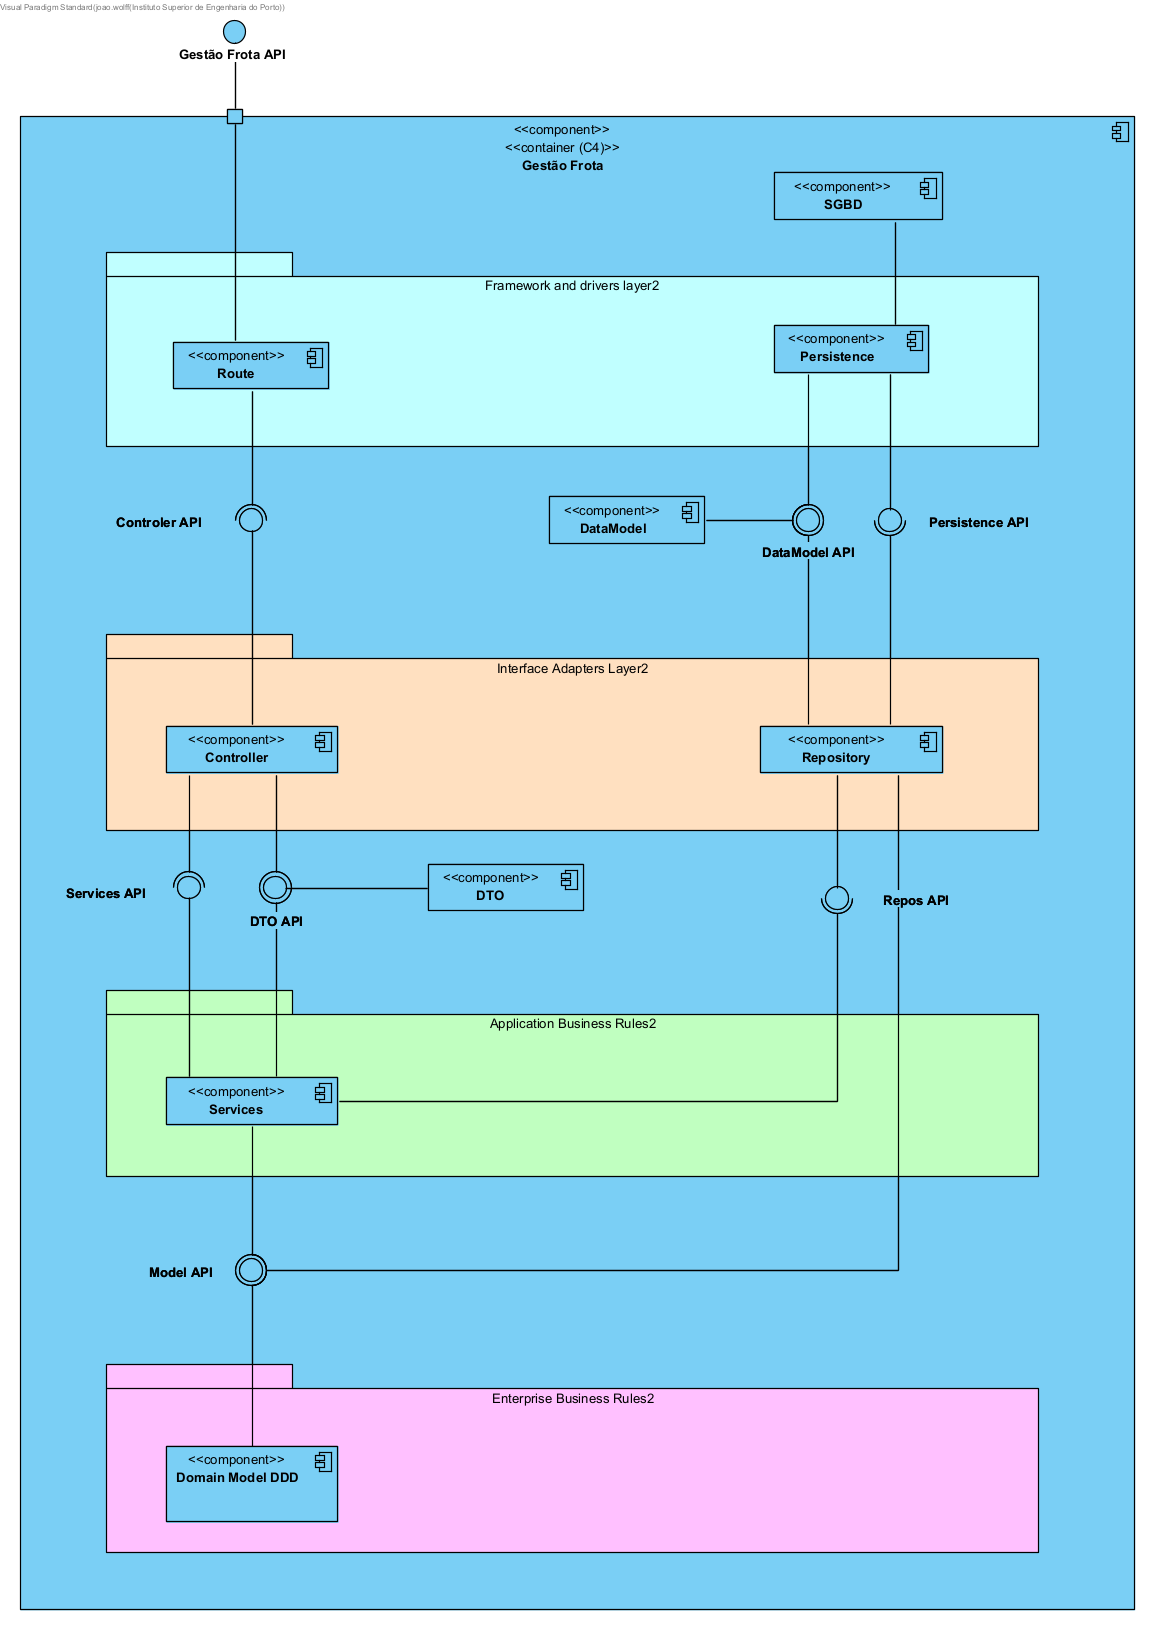 Visual Paradigm Standard(joao.wolff(Instituto Superior de Engenharia do Porto))
Gestão Frota API
<<component>>
<<container (C4)>>
Gestão Frota
<<component>>
SGBD
Framework and drivers layer2
<<component>>
Route
<<component>>
Persistence
Controler API
<<component>>
DataModel
DataModel API
Persistence API
Interface Adapters Layer2
<<component>>
Controller
<<component>>
Repository
Services API
DTO API
<<component>>
DTO
Repos API
Application Business Rules2
<<component>>
Services
Model API
Enterprise Business Rules2
<<component>>
Domain Model DDD